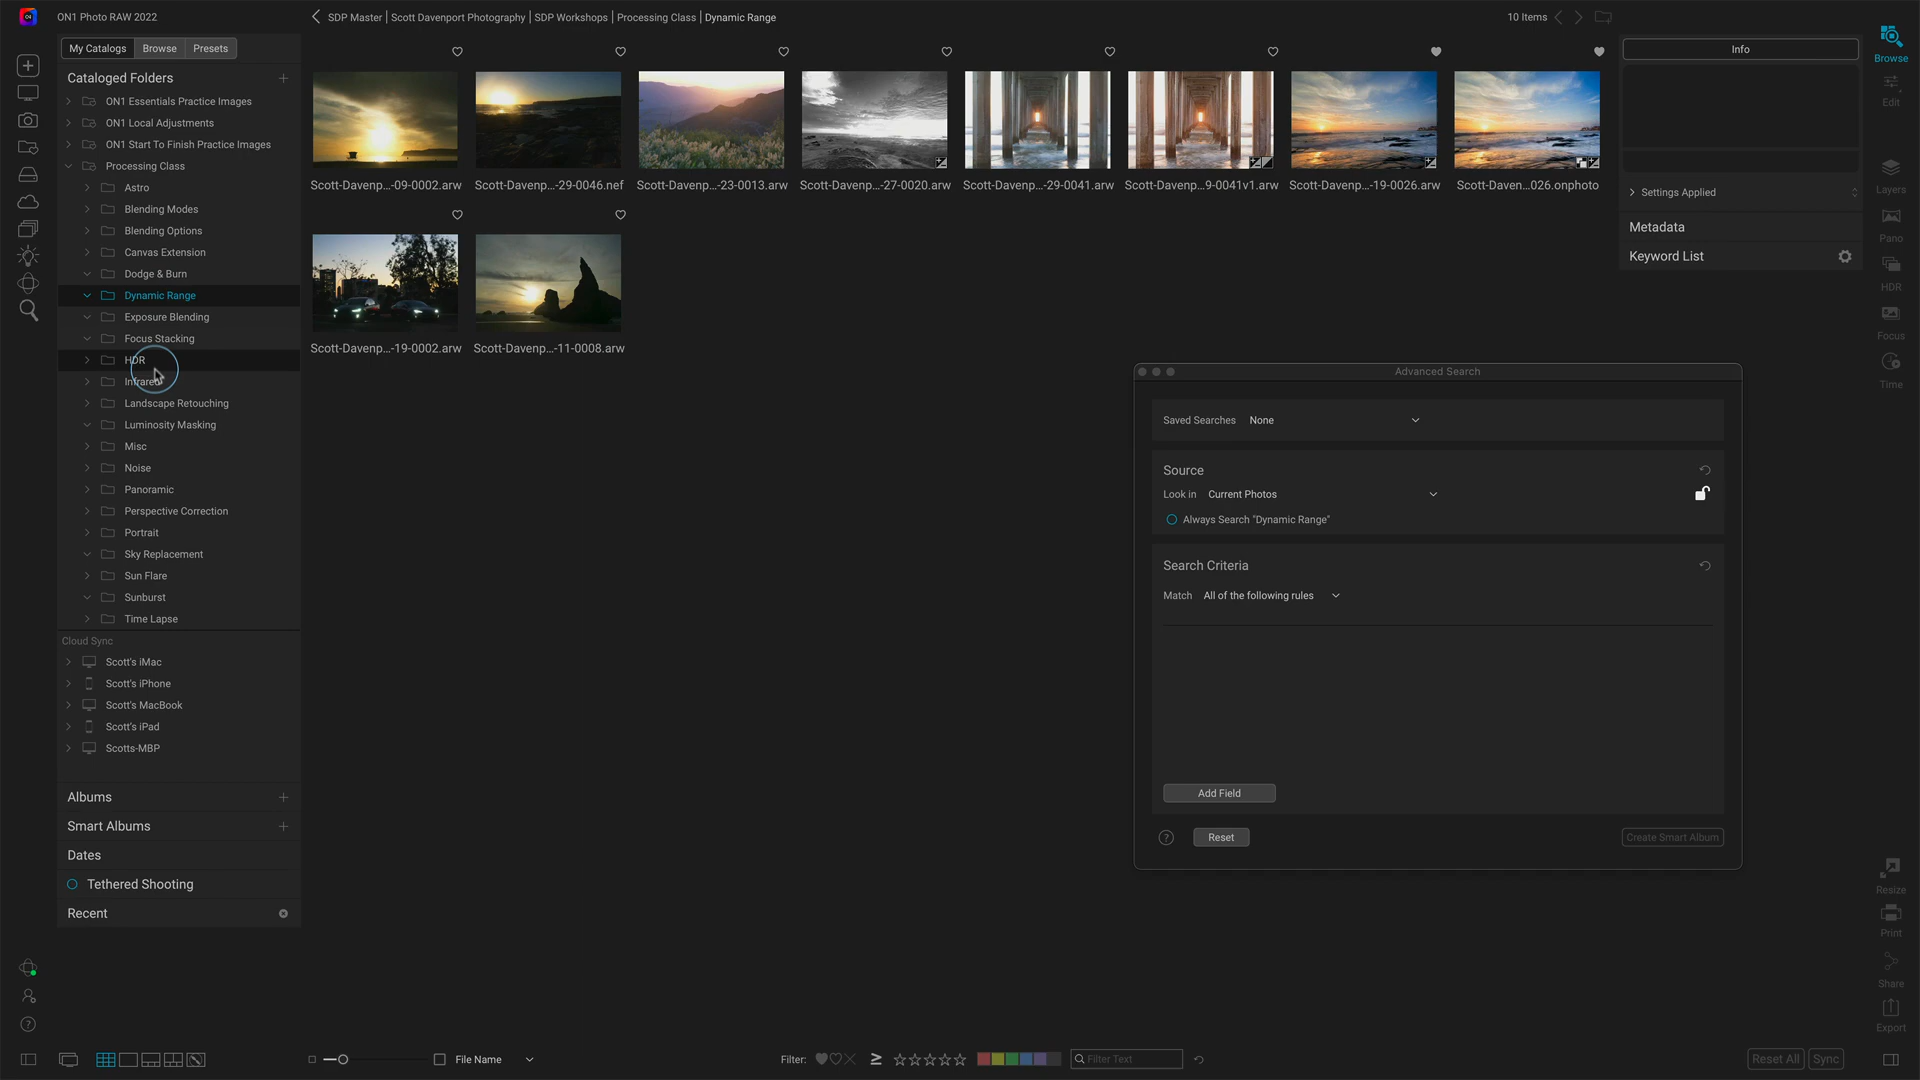 ON1 Photo RAW 2022
SDP Master | Scott Davenport Photography | SDP Workshops | Processing Class | Dynamic Range
10 Items
My Catalogs
Browse
Presets
Cataloged Folders
ON1 Essentials Practice Images
ON1 Local Adjustments
ON1 Start To Finish Practice Images
Processing Class
Astro
Blending Modes
Blending Options
Canvas Extension
Dodge & Burn
Dynamic Range
Exposure Blending
Focus Stacking
HDR
Infrared
Landscape Retouching
Luminosity Masking
Misc
Noise
Panoramic
Perspective Correction
Portrait
Sky Replacement
Sun Flare
Sunburst
Time Lapse
Cloud Sync
Scott's iMac
Scott's iPhone
Scott's MacBook
Scott's iPad
Scotts-MBP
Albums
Smart Albums
Dates
Tethered Shooting
Recent
Scott-Davenp...-09-0002.arw
Scott-Davenp...-29-0046.nef
Scott-Davenp...-23-0013.arw
Scott-Davenp...-27-0020.arw
Scott-Davenp...-29-0041.arw
Scott-Davenp...9-0041v1.arw
Scott-Davenp...-19-0026.arw
Scott-Daven...026.onphoto
Scott-Davenp...-19-0002.arw
Scott-Davenp...-11-0008.arw
Advanced Search
Saved Searches None
Source
Look in Current Photos
Always Search "Dynamic Range"
Search Criteria
Match All of the following rules
Add Field
Reset
Create Smart Album
Info
Settings Applied
Metadata
Keyword List
Browse
Edit
Layers
Pano
HDR
Focus
Time
Resize
Print
Share
Export
File Name
Filter:
Filter Text
Reset All
Sync